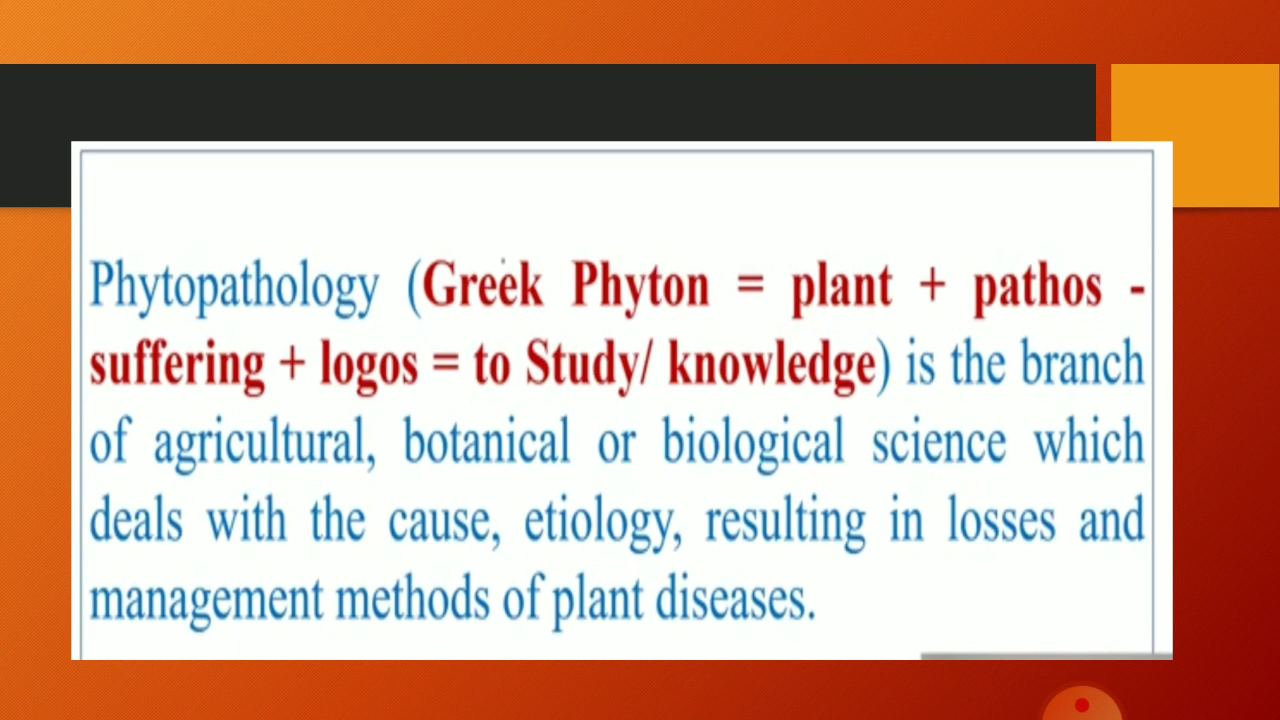 Phytopathology (Greek Phyton = plant + pathos -
suffering + logos = to Study/ knowledge) is the branch
of agricultural, botanical or biological science which
deals with the cause, etiology, resulting in losses and
management methods of plant diseases.